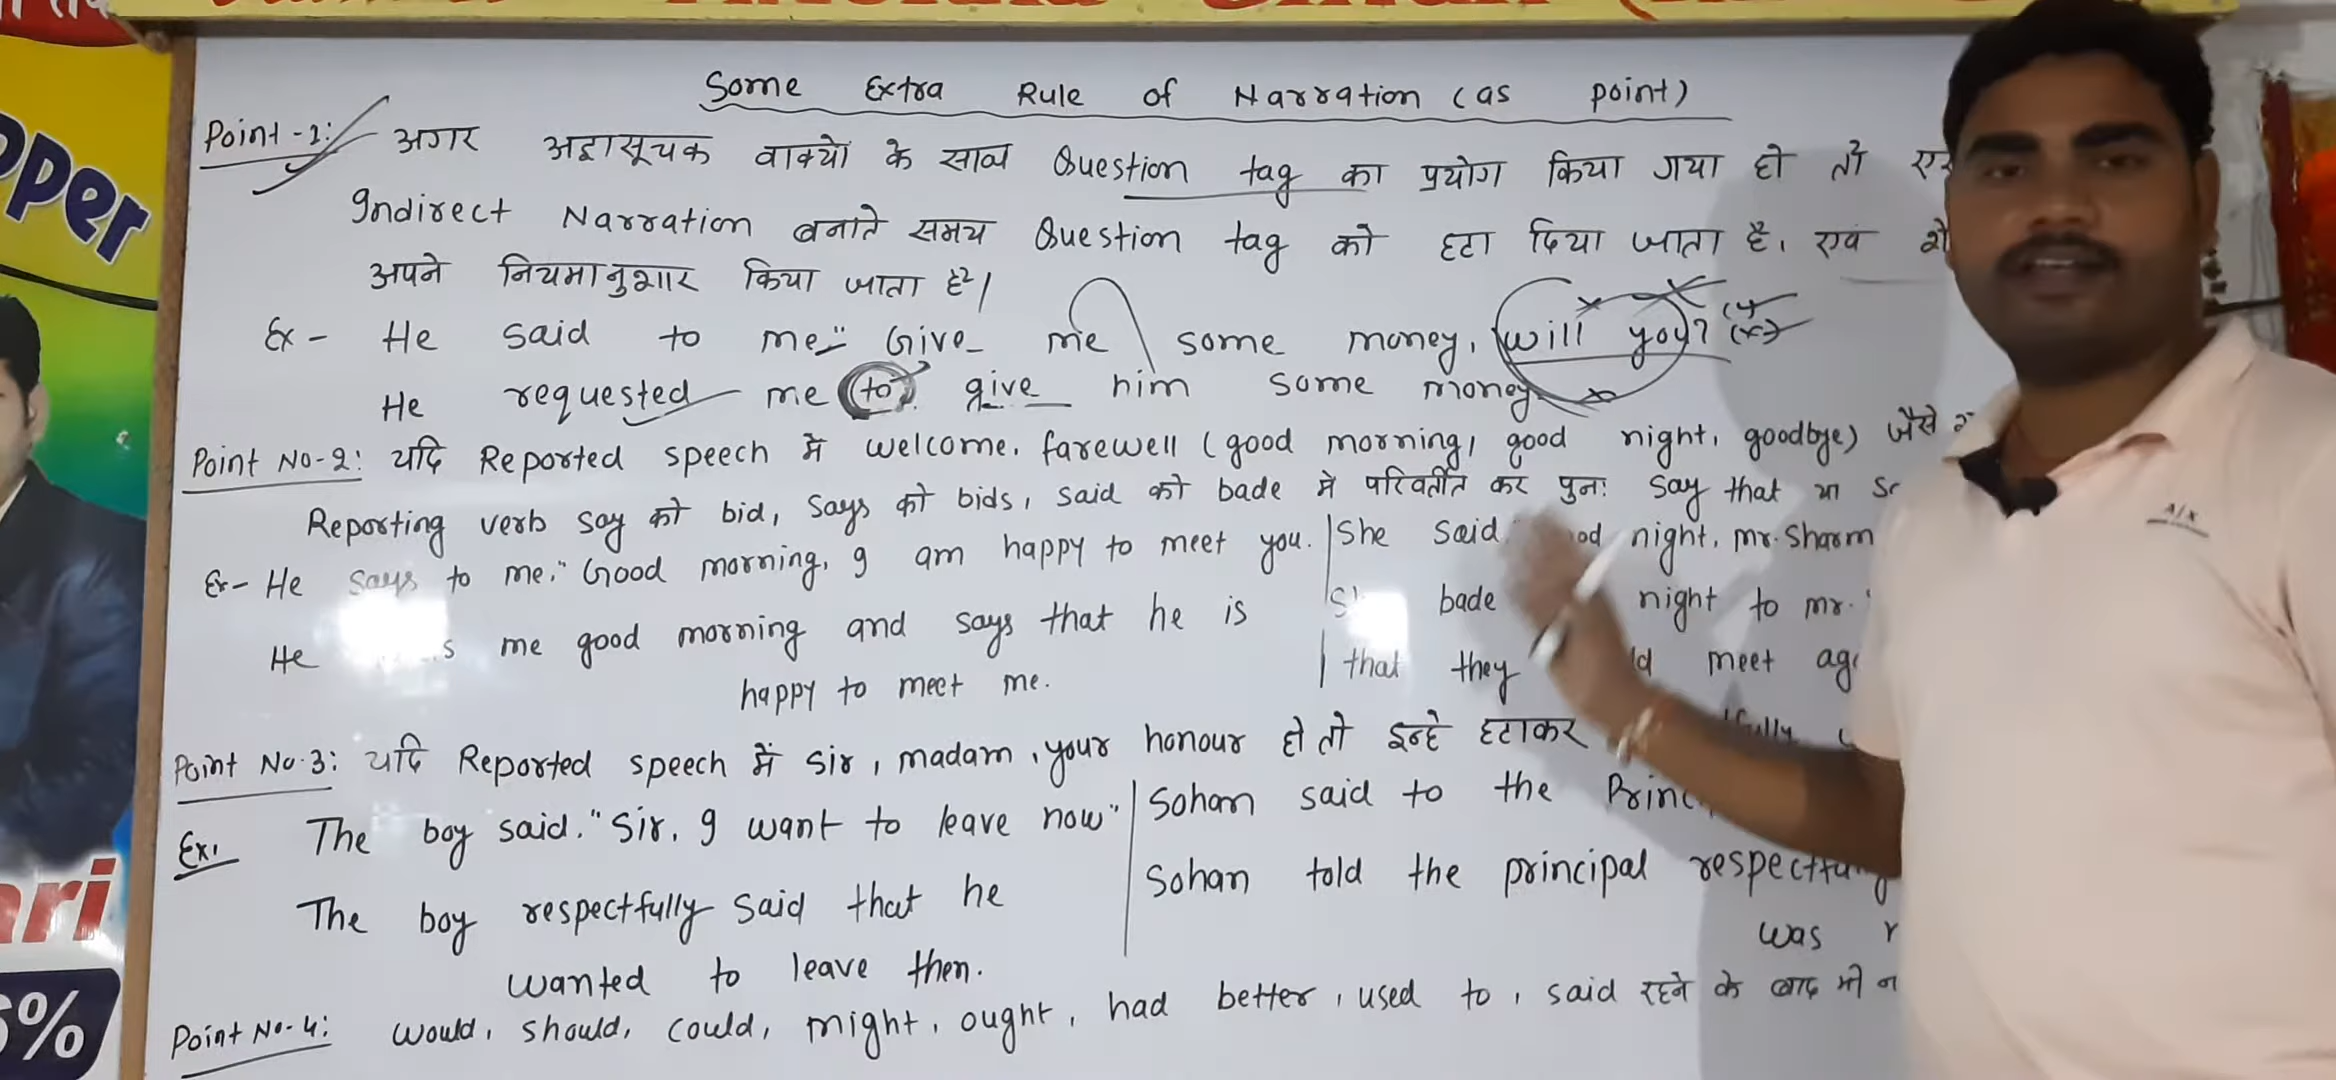 Some Extra Rule of Narration (as point)
Point-1: अगर अज्ञासूचक वाक्यो के साथ Question tag का प्रयोग किया गया हो तो
Indirect Narration बनाते समय Question tag को हटा दिया जाता है, एवं
अपने नियमानुशार किया जाता है।
Ex - He said to me," Give me some money, will you?
He requested me to give him some money
Point No-2: यदि Reported speech में welcome, farewell (good morning, good night, goodbye) जैसे
Reporting verb say को bid, says को bids, said को bade मे परिवर्तीत कर पुनः say that या
Ex- He says to me," Good morning, I am happy to meet you.
He me good morning and says that he is
happy to meet me.
She said, night, mr. Sharm
bade night to mr.
that they meet
Point No.3: यदि Reported speech में sir, madam, your honour हो तो इन्हे हटाकर
Ex. The boy said, "Sir, I want to leave now"
The boy respectfully said that he
wanted to leave then.
Sohan said to the
Sohan told the principal
was
Point No-4: would, should, could, might, ought, had better, used to, said रहने के बाद भी
pper
ari
6%